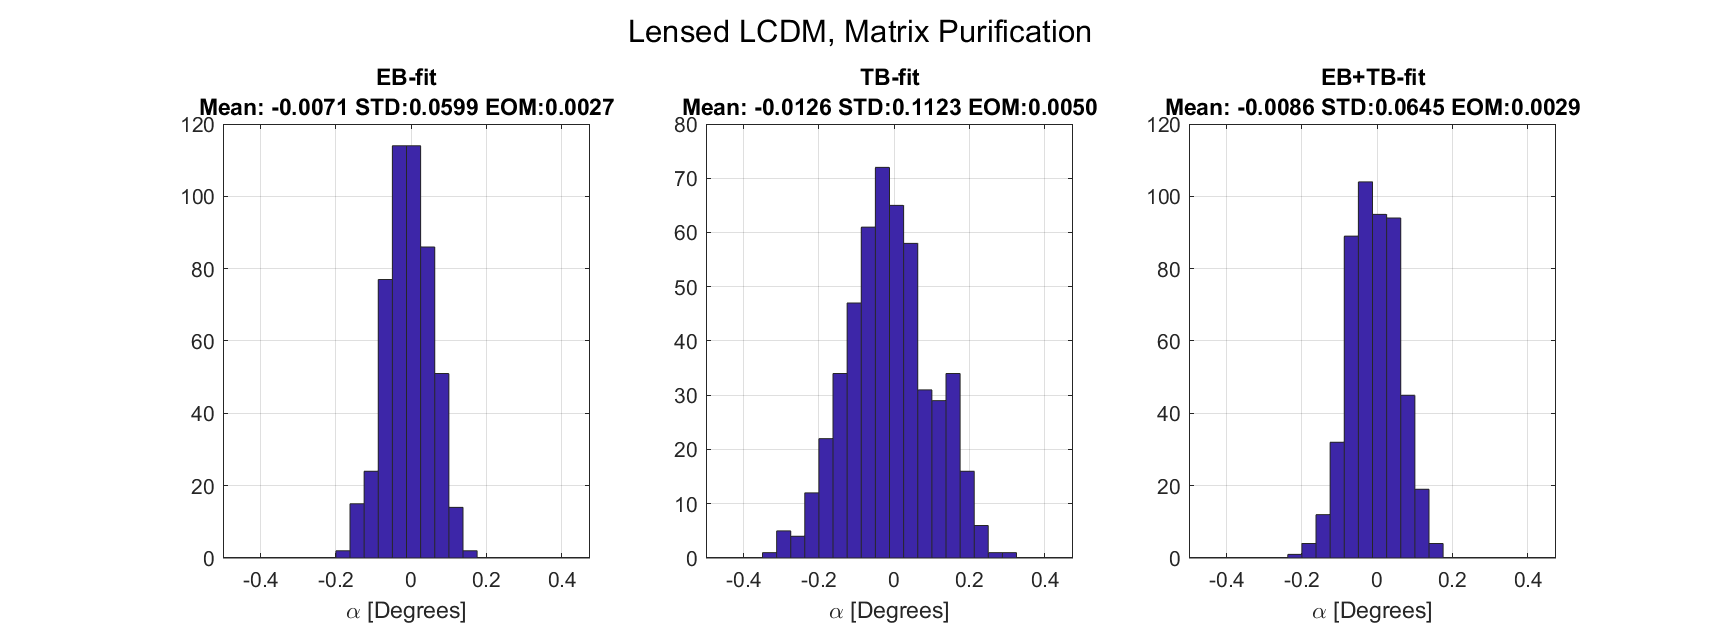 Lensed LCDM, Matrix Purification
EB-fit
Mean: -0.0071 STD:0.0599 EOM:0.0027
120
100
80
60
40
20
0
-0.4 -0.2 0 0.2 0.4
α [Degrees]
TB-fit
Mean: -0.0126 STD:0.1123 EOM:0.0050
80
70
60
50
40
30
20
10
0
-0.4 -0.2 0 0.2 0.4
α [Degrees]
EB+TB-fit
Mean: -0.0086 STD:0.0645 EOM:0.0029
120
100
80
60
40
20
0
-0.4 -0.2 0 0.2 0.4
α [Degrees]